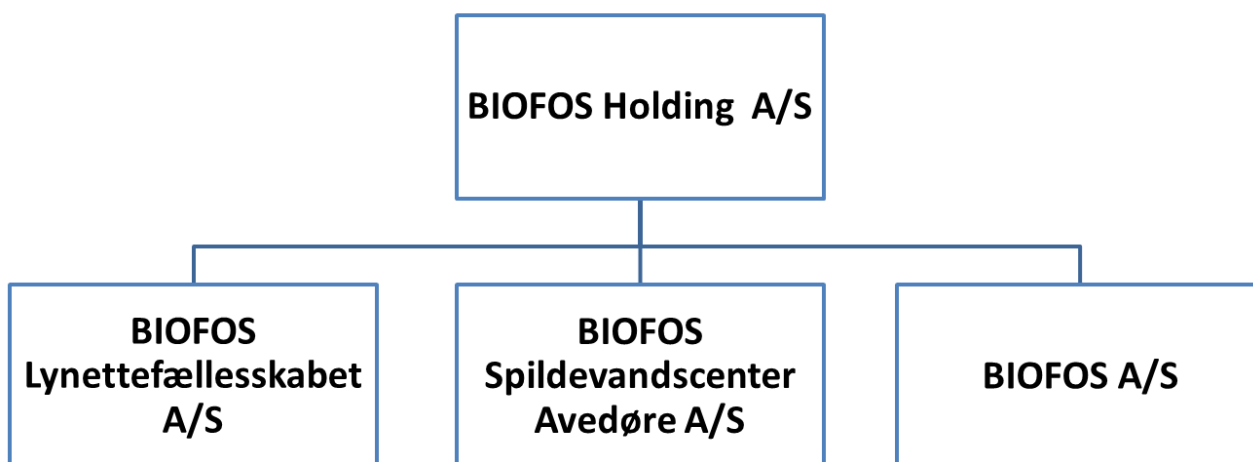 BIOFOS Holding A/S
BIOFOS
Lynettefællesskabet
A/S
BIOFOS
Spildevandscenter
Avedøre A/S
BIOFOS A/S